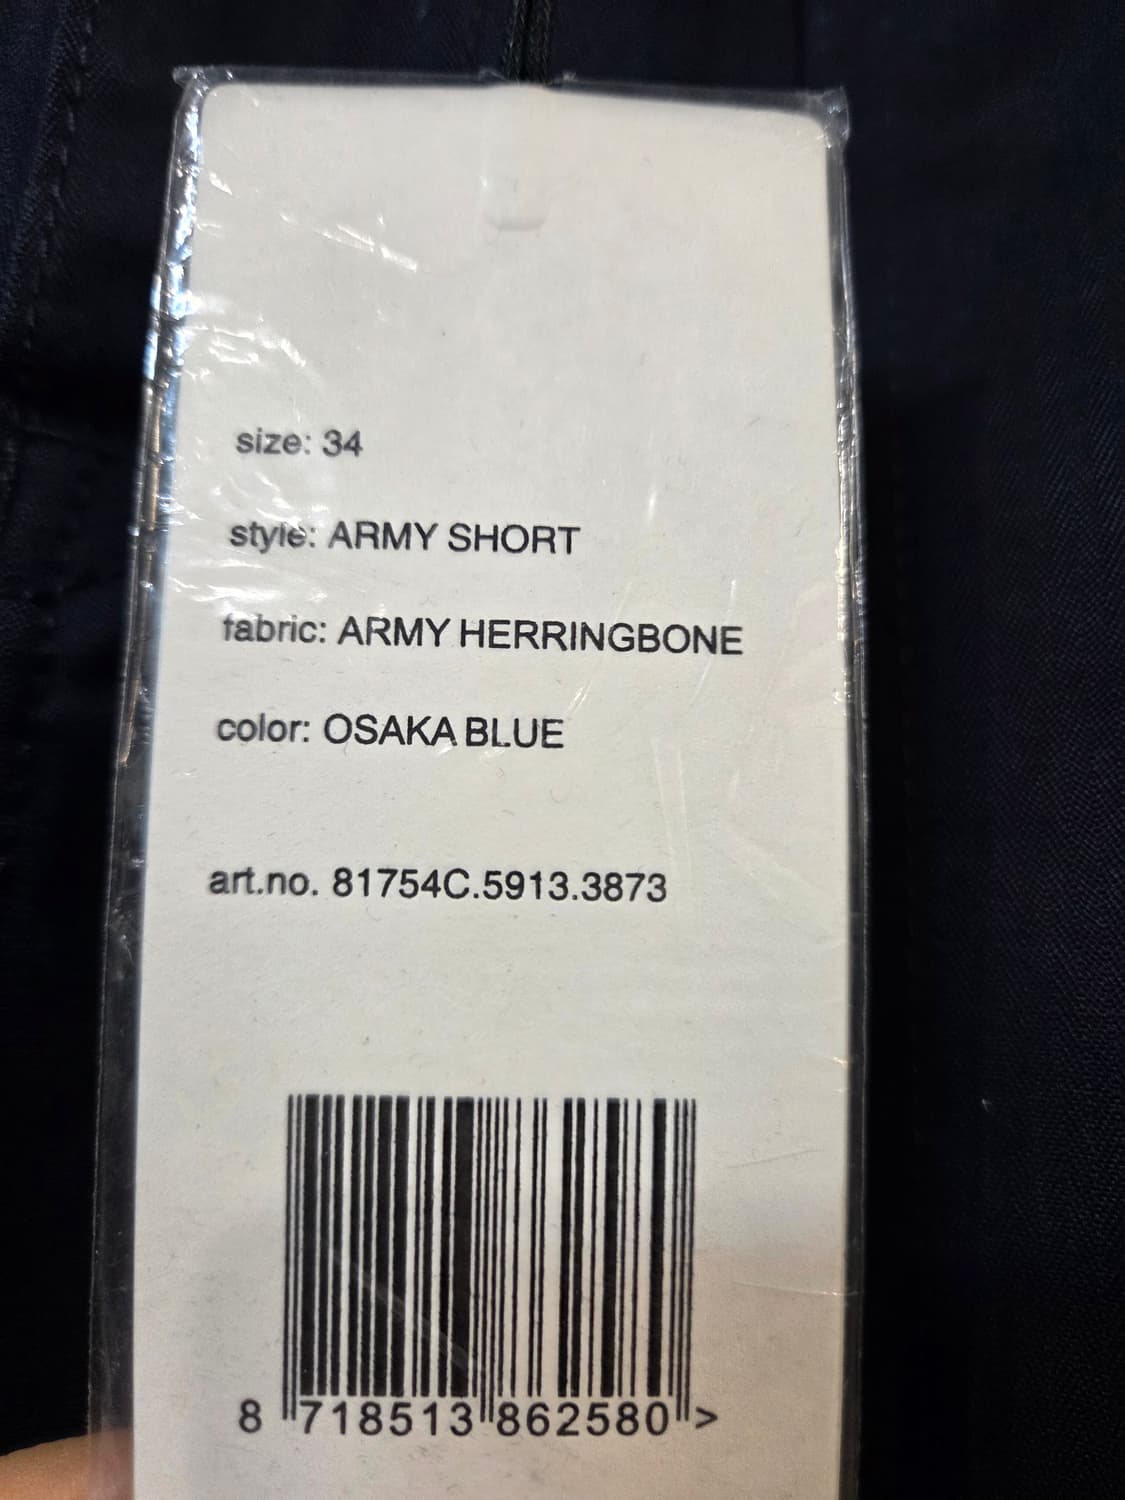 size: 34
style: ARMY SHORT
fabric: ARMY HERRINGBONE
color: OSAKA BLUE
art.no. 81754C.5913.3873
8 718513 862580 >